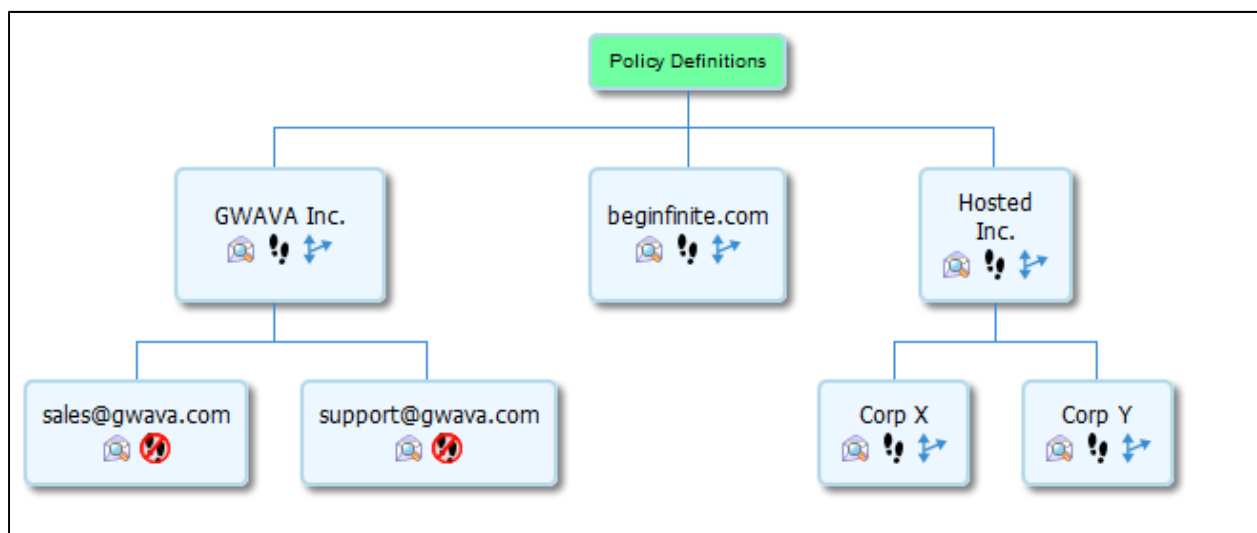 Policy Definitions
GWAVA Inc.
beginfinite.com
Hosted
Inc.
sales@gwava.com
support@gwava.com
Corp X
Corp Y